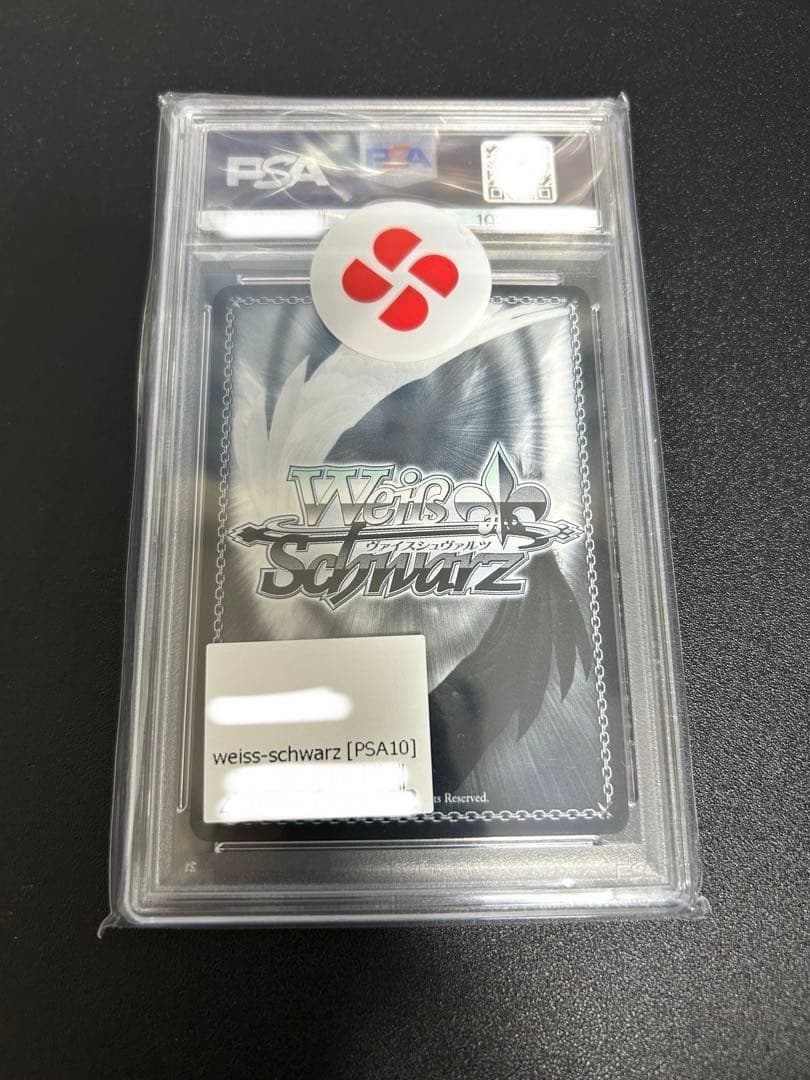 PSA PSA
10
Weiß
ヴァイスシュヴァルツ
Schwarz
weiss-schwarz [PSA10]
ts Reserved.